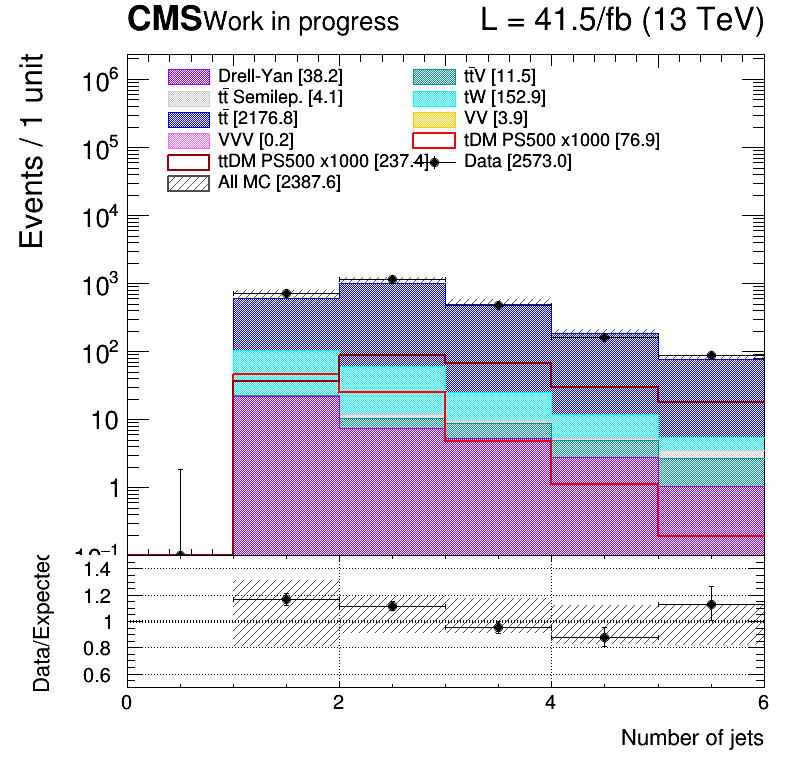 CMS Work in progress L = 41.5/fb (13 TeV)
Events / 1 unit
10⁶
10⁵
10⁴
10³
10²
10
1
10⁻¹
Drell-Yan [38.2] tt̄V [11.5]
tt̄ Semilep. [4.1] tW [152.9]
tt̄ [2176.8] VV [3.9]
VVV [0.2] tDM PS500 x1000 [76.9]
ttDM PS500 x1000 [237.4] Data [2573.0]
All MC [2387.6]
Data/Expected
1.4
1.2
1
0.8
0.6
0 2 4 6
Number of jets